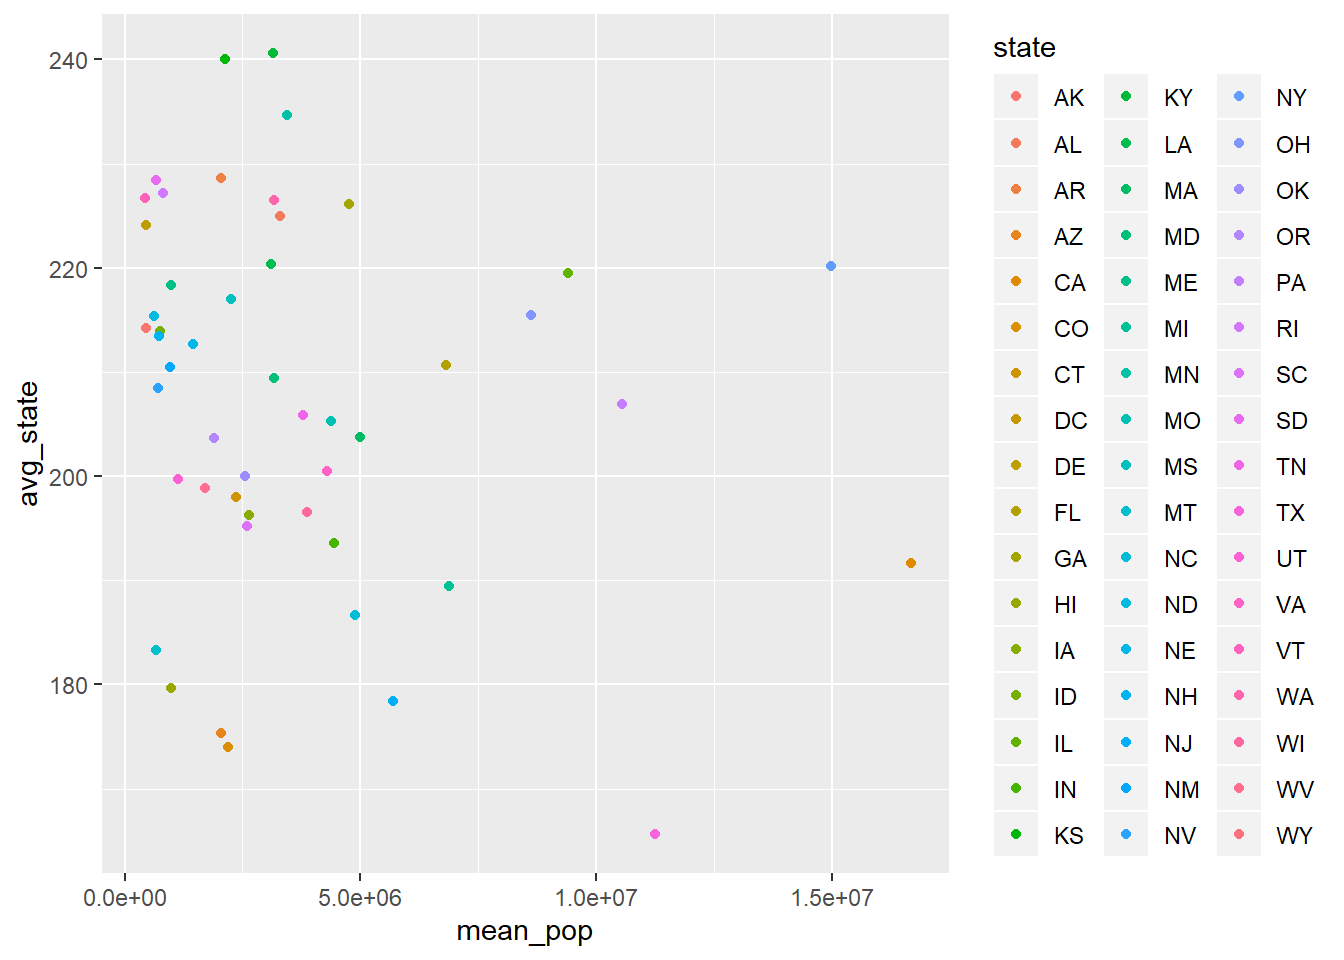 240
220
200
180
avg_state
0.0e+00
5.0e+06
1.0e+07
1.5e+07
mean_pop
state
AK
AL
AR
AZ
CA
CO
CT
DC
DE
FL
GA
HI
IA
ID
IL
IN
KS
KY
LA
MA
MD
ME
MI
MN
MO
MS
MT
NC
ND
NE
NH
NJ
NM
NV
NY
OH
OK
OR
PA
RI
SC
SD
TN
TX
UT
VA
VT
WA
WI
WV
WY